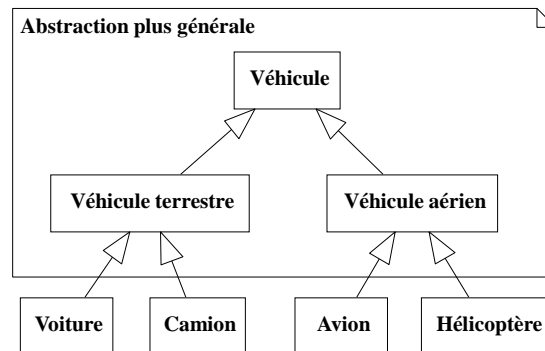 Abstraction plus générale
Véhicule
Véhicule terrestre
Véhicule aérien
Voiture
Camion
Avion
Hélicoptère